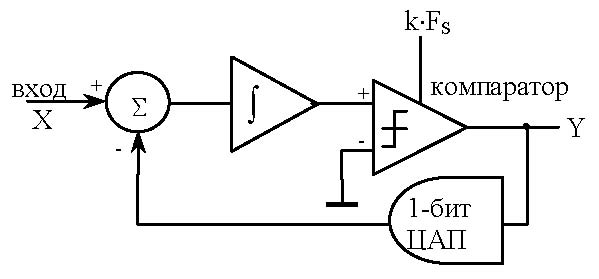 k·Fs
вход
+
X
Σ
-
∫
+
-
компаратор
Y
1-бит
ЦАП